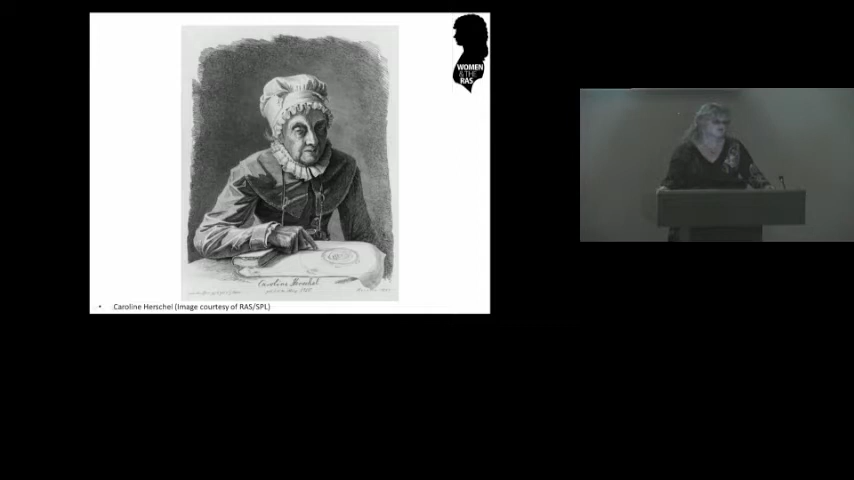 WOMEN
& THE
RAS
Caroline Herschel
• Caroline Herschel (Image courtesy of RAS/SPL)